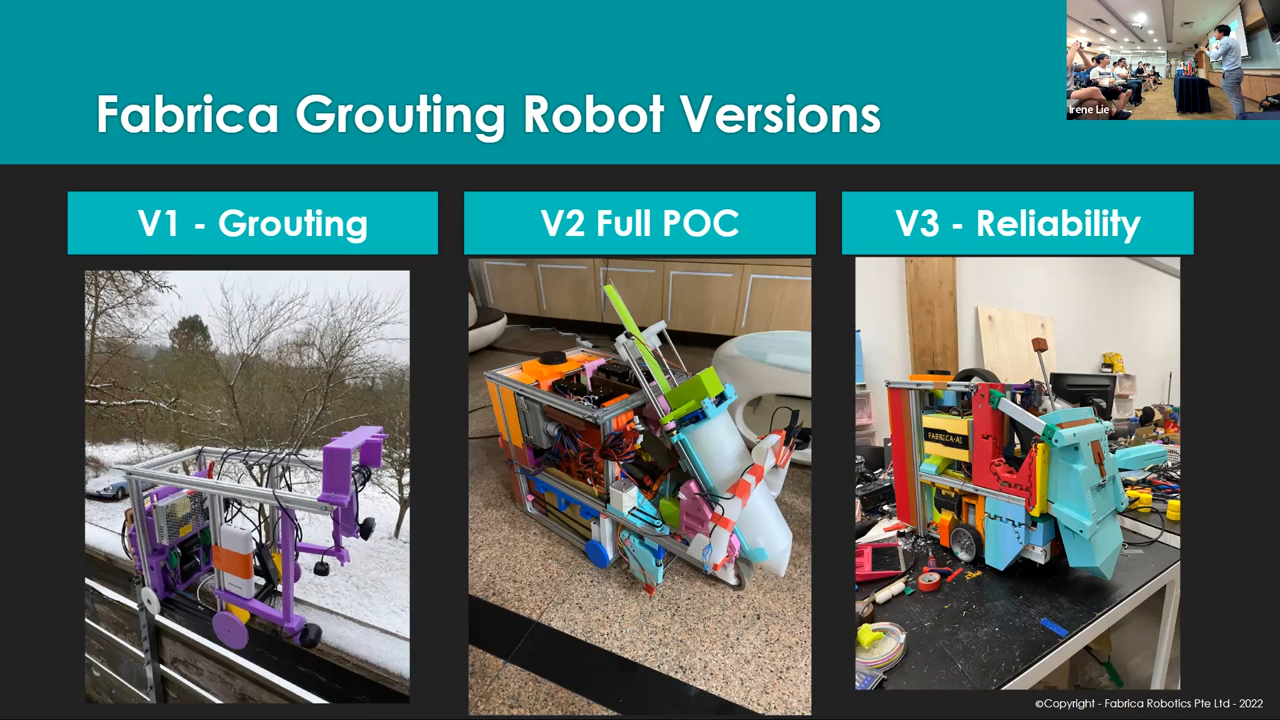 Irene Lie
Fabrica Grouting Robot Versions
V1 - Grouting
V2 Full POC
V3 - Reliability
FABRICA-AI
©Copyright - Fabrica Robotics Pte Ltd - 2022